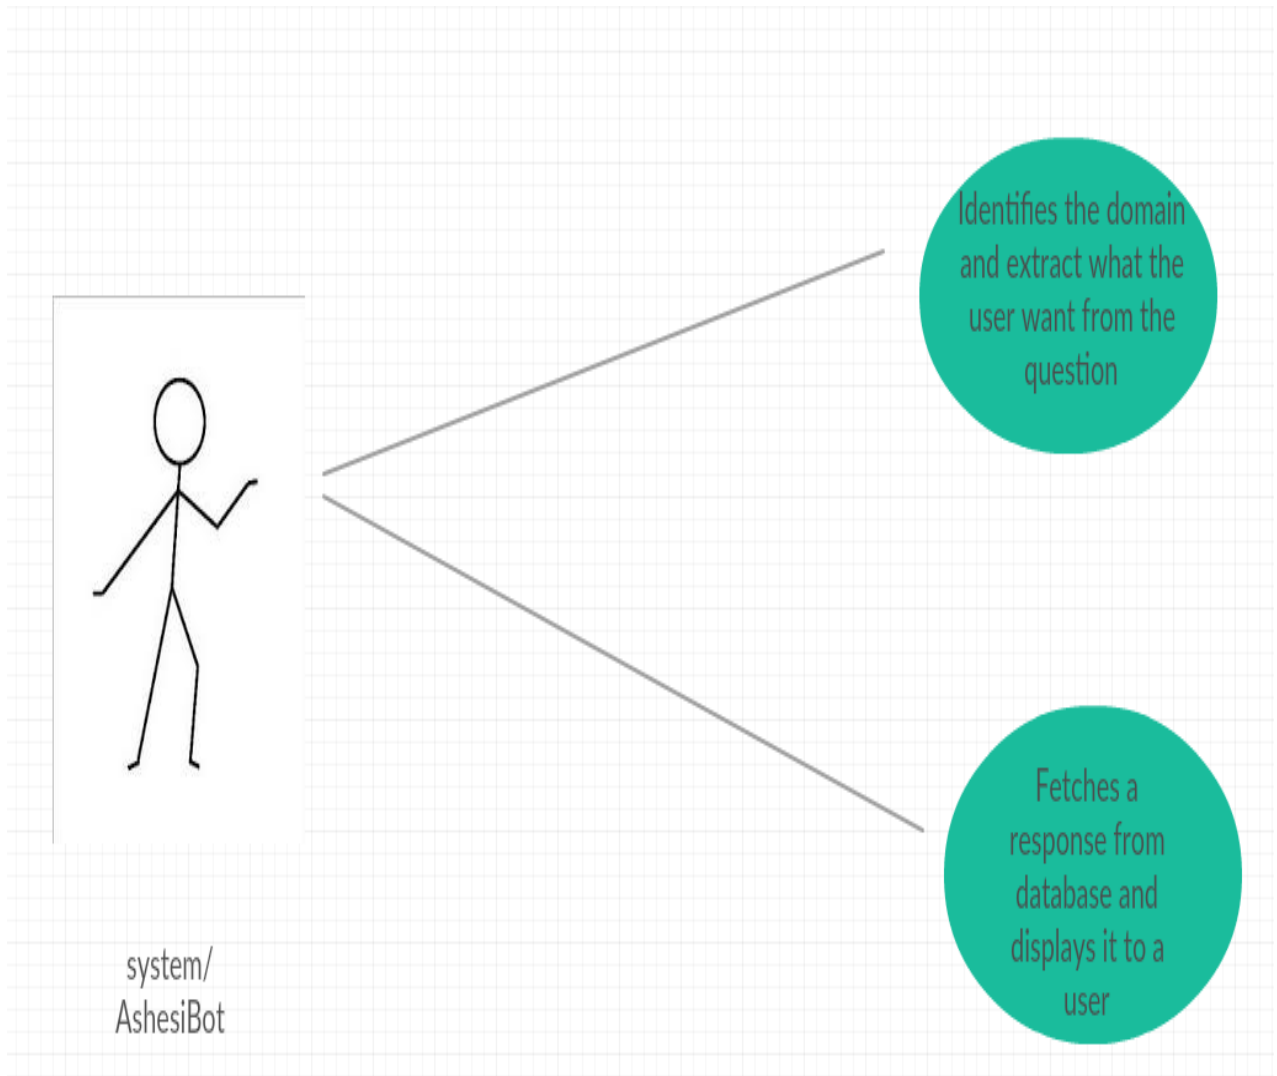 Identifies the domain
and extract what the
user want from the
question
Fetches a
response from
database and
displays it to a
user
system/
AshesiBot